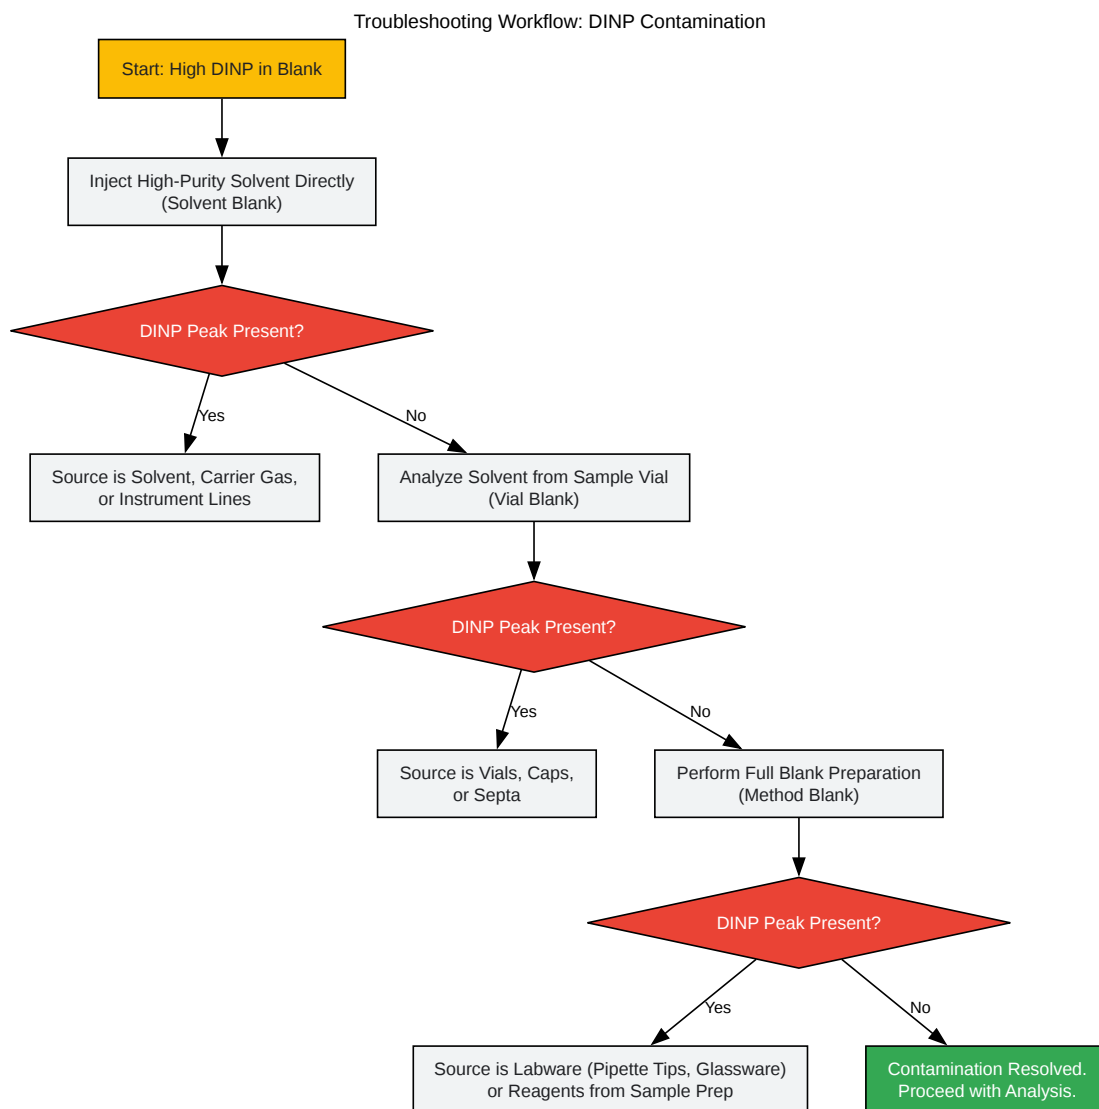 Troubleshooting Workflow: DINP Contamination
Start: High DINP in Blank
Inject High-Purity Solvent Directly
(Solvent Blank)
DINP Peak Present?
Yes
No
Source is Solvent, Carrier Gas,
or Instrument Lines
Analyze Solvent from Sample Vial
(Vial Blank)
DINP Peak Present?
Yes
No
Source is Vials, Caps,
or Septa
Perform Full Blank Preparation
(Method Blank)
DINP Peak Present?
Yes
No
Source is Labware (Pipette Tips, Glassware)
or Reagents from Sample Prep
Contamination Resolved.
Proceed with Analysis.